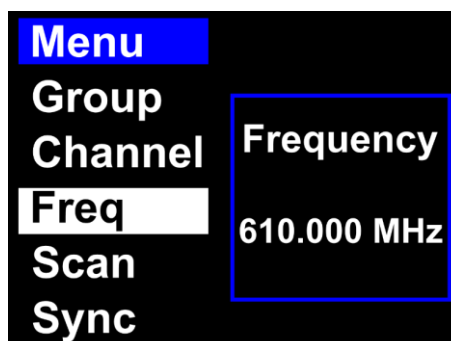 Menu
Group
Channel
Freq
Scan
Sync
Frequency
610.000 MHz